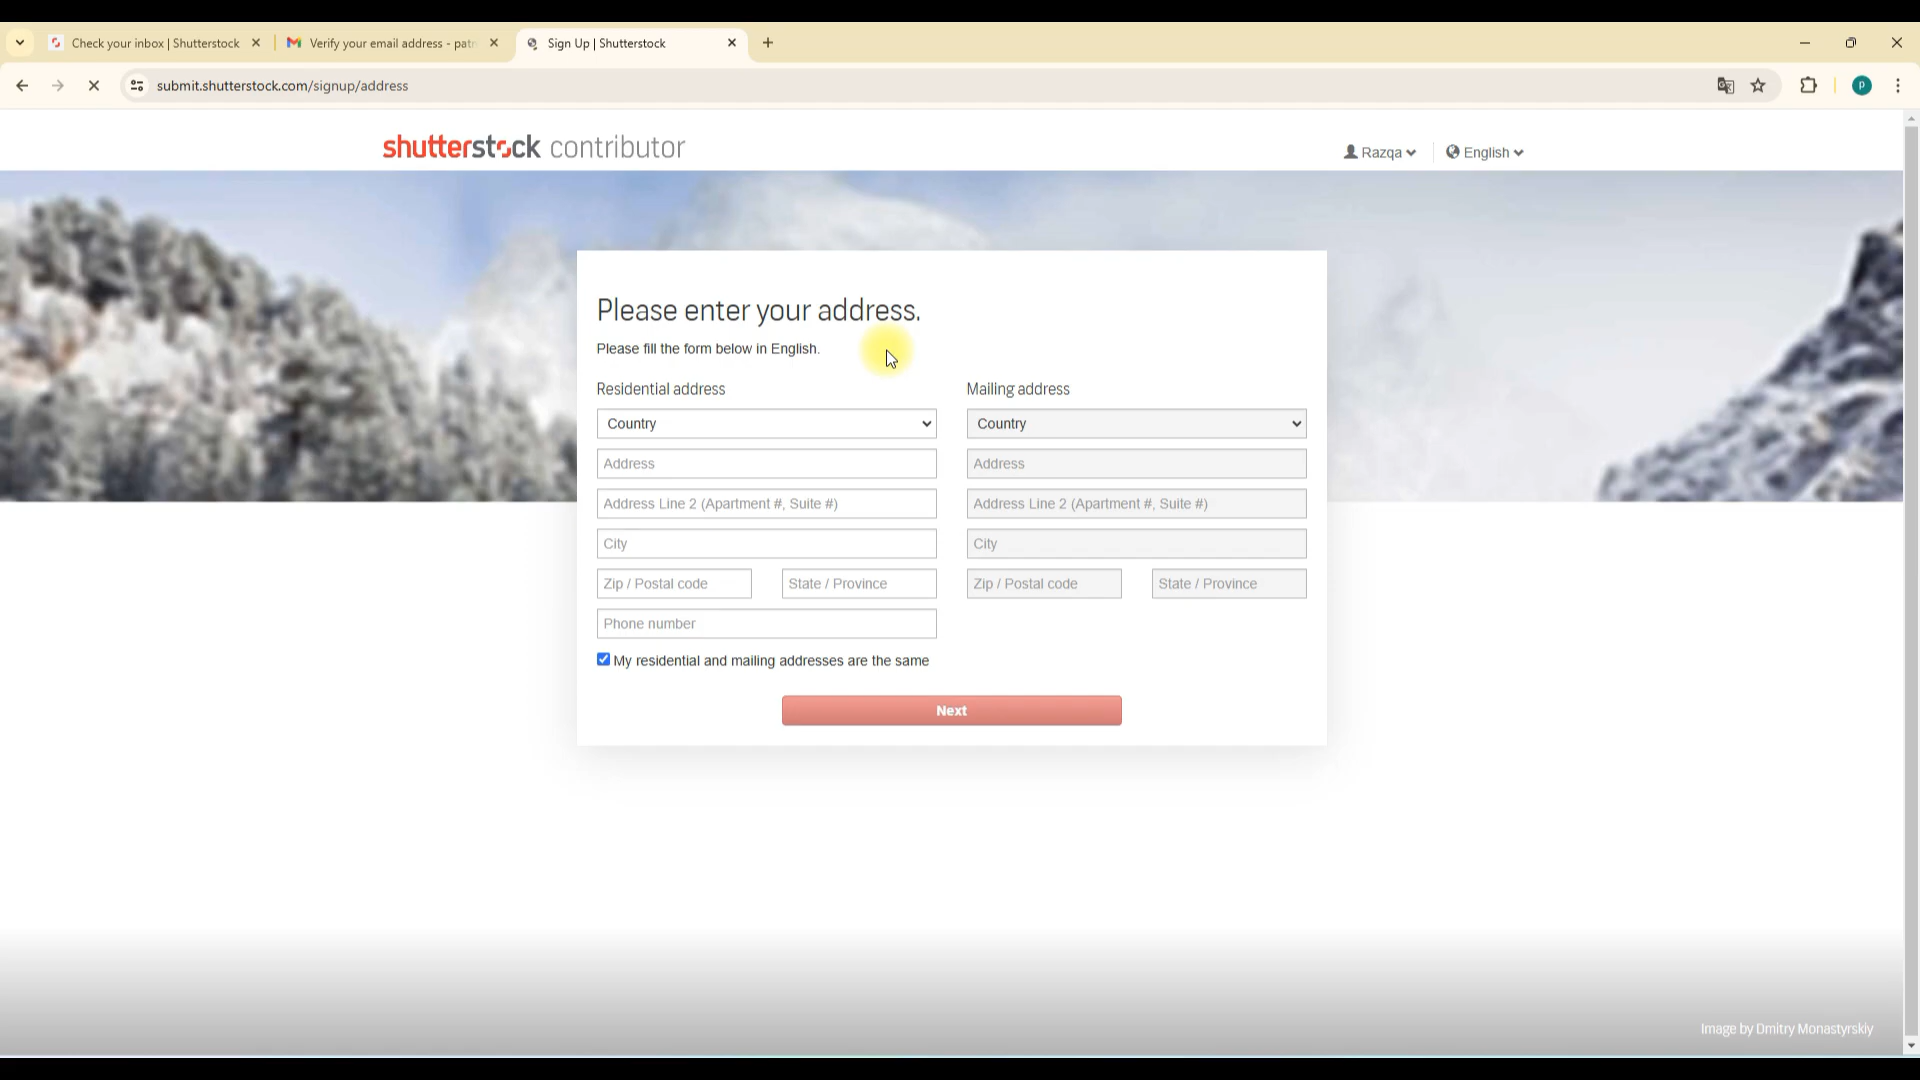 Check your inbox | Shutterstock
Verify your email address - patr
Sign Up | Shutterstock
submit.shutterstock.com/signup/address
P
shutterstock contributor
Razqa
English
Please enter your address.
Please fill the form below in English.
Residential address
Mailing address
Country
Country
Address
Address
Address Line 2 (Apartment #, Suite #)
Address Line 2 (Apartment #, Suite #)
City
City
Zip / Postal code
State / Province
Zip / Postal code
State / Province
Phone number
My residential and mailing addresses are the same
Next
Image by Dmitry Monastyrskiy